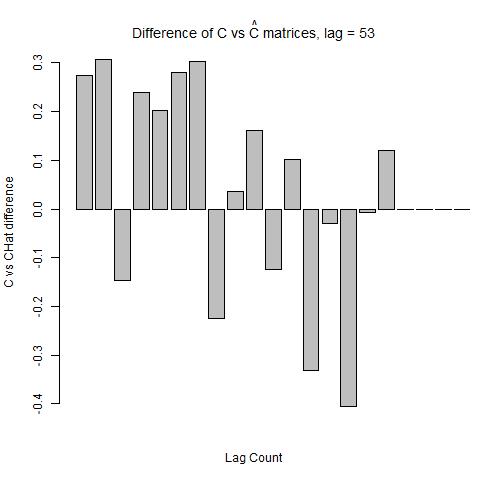 Difference of C vs Ĉ matrices, lag = 53
C vs CHat difference
0.3
0.2
0.1
0.0
-0.1
-0.2
-0.3
-0.4
Lag Count